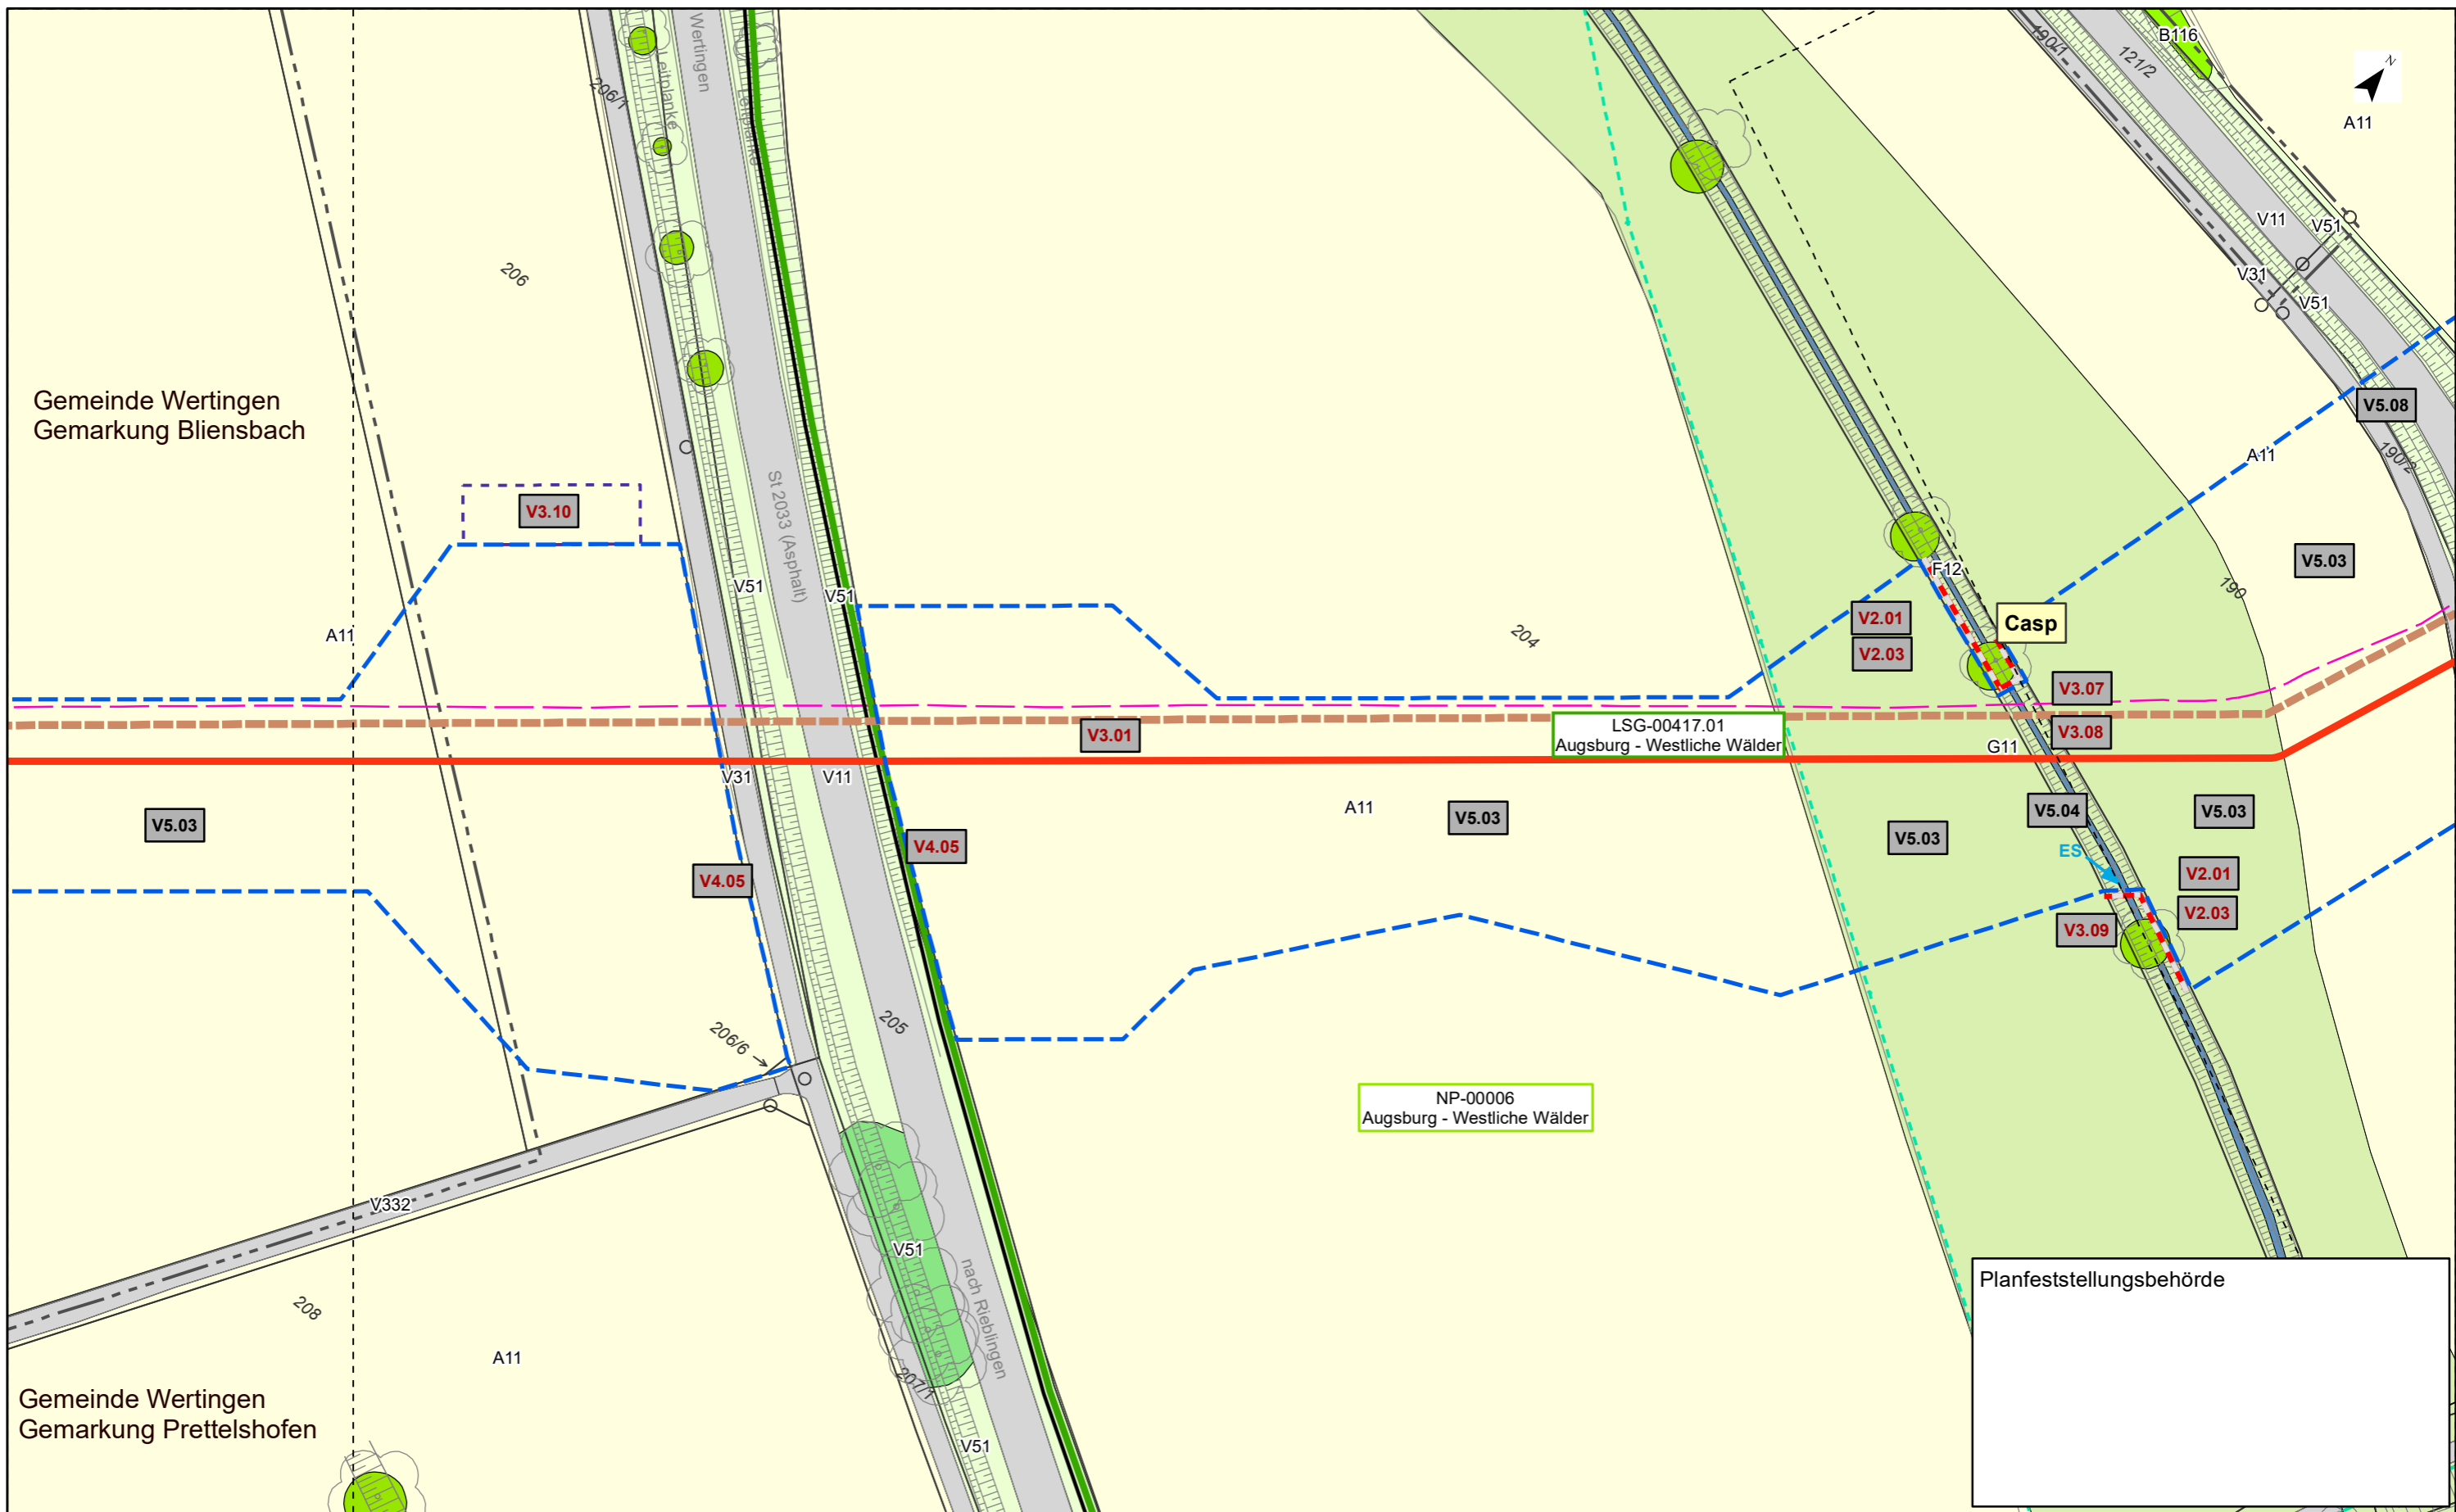 Wertingen
Leitplanke
Leitplanke
206/1
190/1
121/2
B116
N
A11
206
V11
V51
V31
V51
Gemeinde Wertingen
Gemarkung Bliensbach
V5.08
190/2
A11
V3.10
St 2033 (Asphalt)
V51
V51
A11
204
F12
V2.01
V2.03
Casp
V5.03
190
V3.07
V3.08
V3.01
LSG-00417.01
Augsburg - Westliche Wälder
G11
V31
V11
V5.03
A11
V5.03
V5.03
V5.04
V5.03
V4.05
V4.05
ES
V2.01
V2.03
V3.09
205
206/6
NP-00006
Augsburg - Westliche Wälder
V332
V51
nach Rieblingen
208
A11
207/1
V51
Gemeinde Wertingen
Gemarkung Prettelshofen
Planfeststellungsbehörde